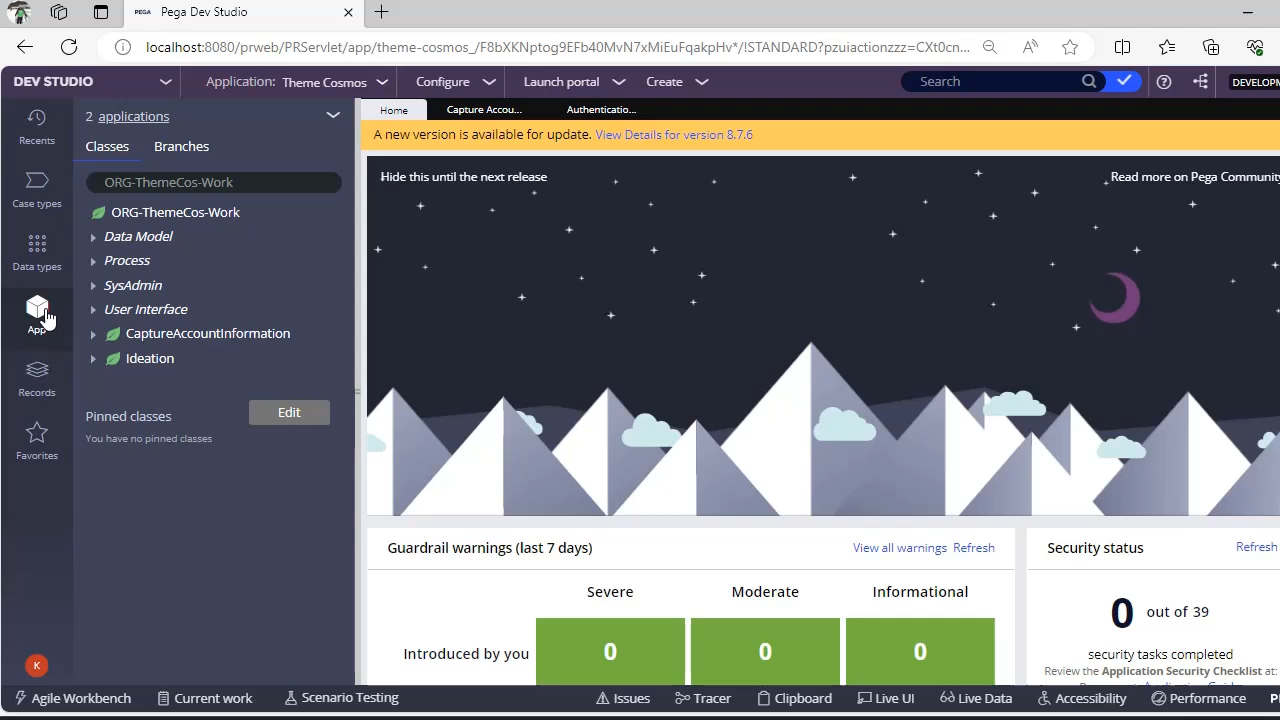 PEGA Pega Dev Studio
localhost:8080/prweb/PRServlet/app/theme-cosmos_/F8bXKNptog9EFb40MvN7xMiEuFqakpHv*/!STANDARD?pzuiactionzzz=CXt0cn...
DEV STUDIO
Application: Theme Cosmos
Configure
Launch portal
Create
Search
DEVELOPM
Recents
Case types
Data types
App
Records
Favorites
K
2 applications
Classes
Branches
ORG-ThemeCos-Work
ORG-ThemeCos-Work
Data Model
Process
SysAdmin
User Interface
CaptureAccountInformation
Ideation
Pinned classes
Edit
You have no pinned classes
Home
Capture Accou...
Authenticatio...
A new version is available for update. View Details for version 8.7.6
Hide this until the next release
Read more on Pega Community
Guardrail warnings (last 7 days)
View all warnings Refresh
Severe
Moderate
Informational
Introduced by you
0
0
0
Security status
Refresh
0 out of 39
security tasks completed
Review the Application Security Checklist at:
Agile Workbench
Current work
Scenario Testing
Issues
Tracer
Clipboard
Live UI
Live Data
Accessibility
Performance